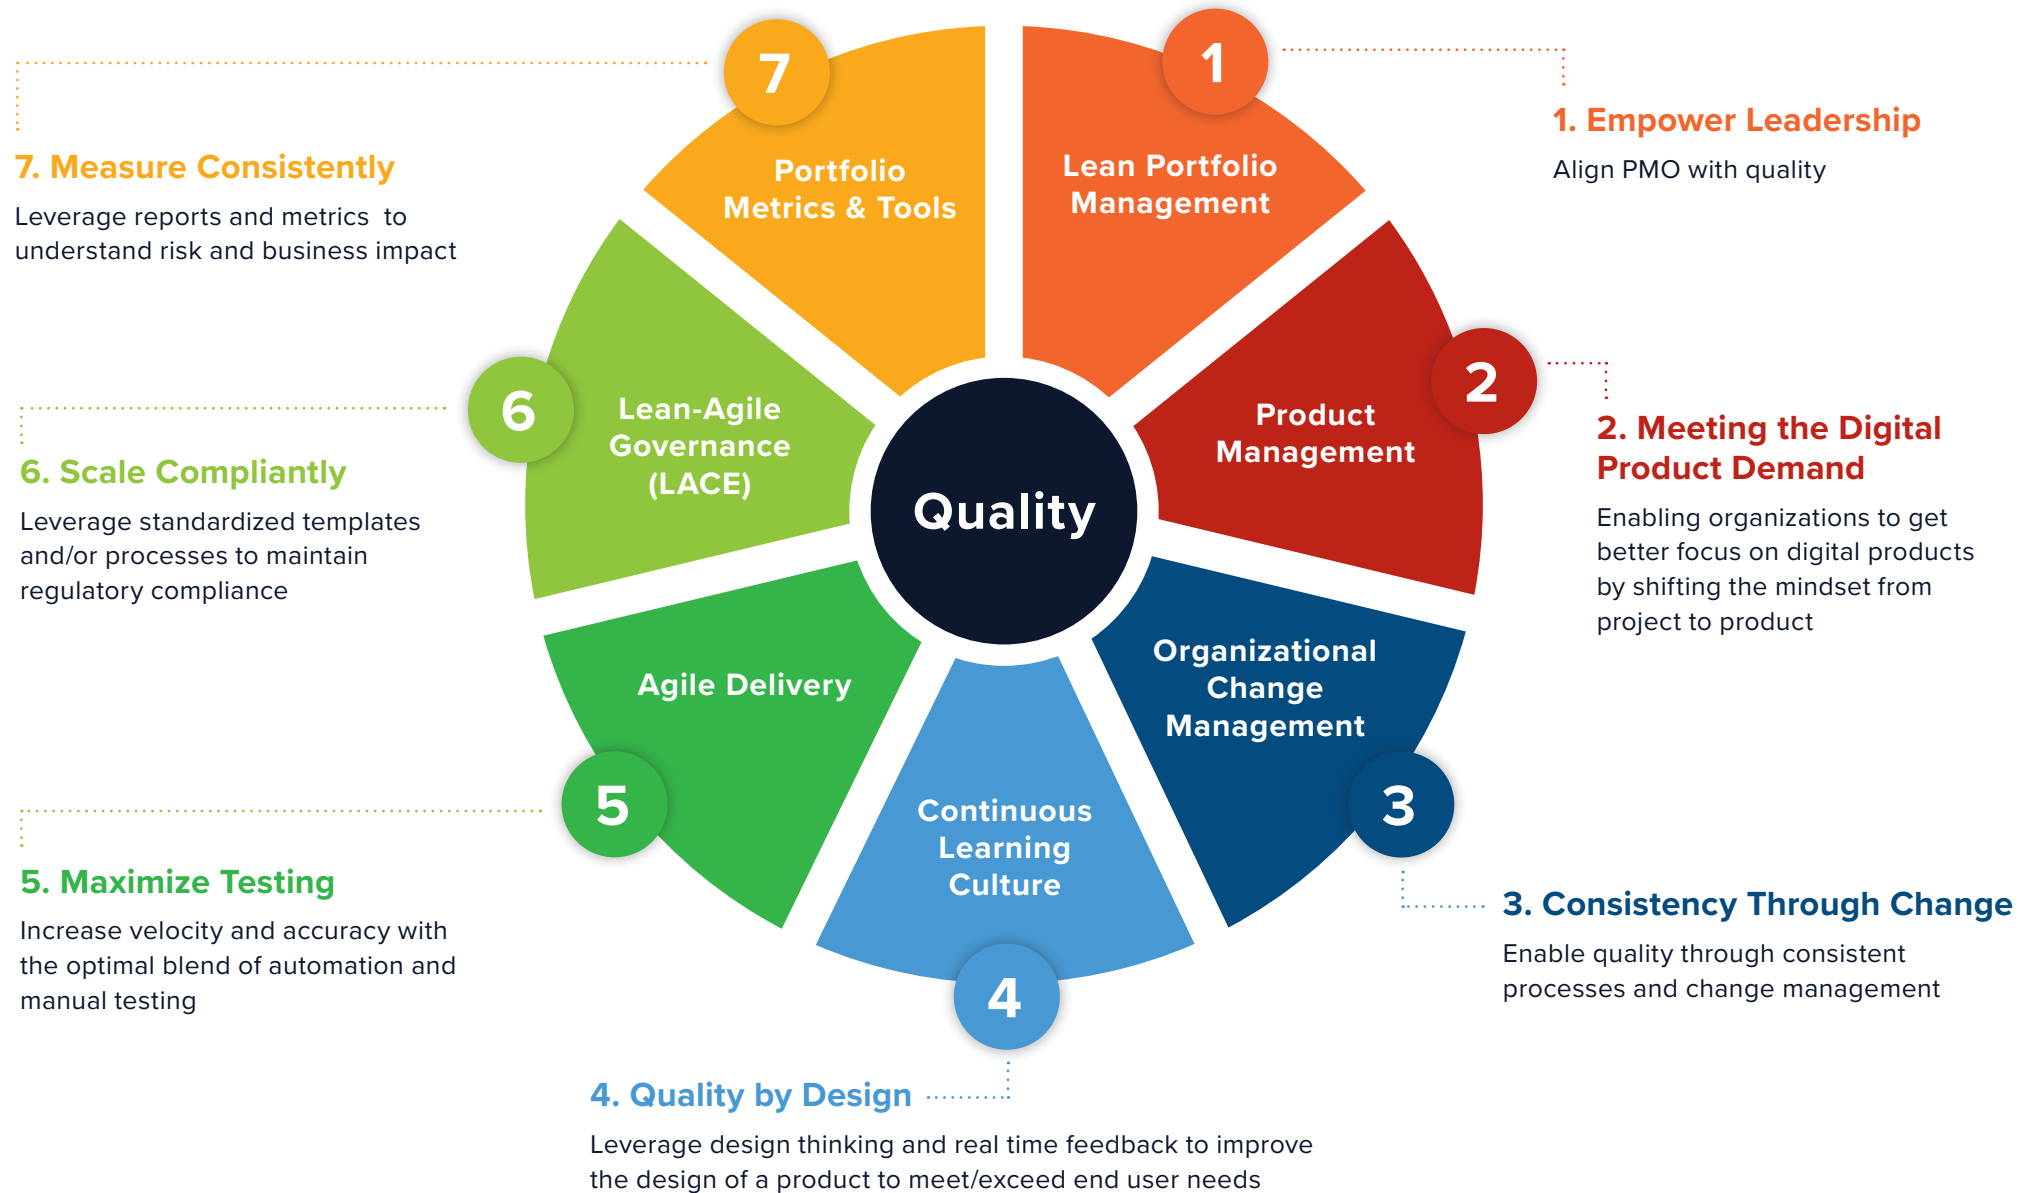 7
1
1. Empower Leadership
Align PMO with quality
7. Measure Consistently
Leverage reports and metrics to
understand risk and business impact
Portfolio
Metrics & Tools
Lean Portfolio
Management
2
2. Meeting the Digital
Product Demand
Enabling organizations to get
better focus on digital products
by shifting the mindset from
project to product
Product
Management
6
Lean-Agile
Governance
(LACE)
6. Scale Compliantly
Leverage standardized templates
and/or processes to maintain
regulatory compliance
Quality
Organizational
Change
Management
Agile Delivery
5
3
Continuous
Learning
Culture
5. Maximize Testing
Increase velocity and accuracy with
the optimal blend of automation and
manual testing
3. Consistency Through Change
Enable quality through consistent
processes and change management
4
4. Quality by Design
Leverage design thinking and real time feedback to improve
the design of a product to meet/exceed end user needs